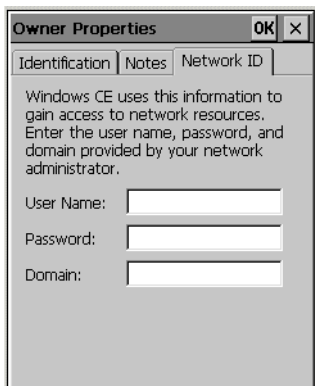 Owner Properties OK ×
Identification Notes Network ID
Windows CE uses this information to
gain access to network resources.
Enter the user name, password, and
domain provided by your network
administrator.
User Name:
Password:
Domain: